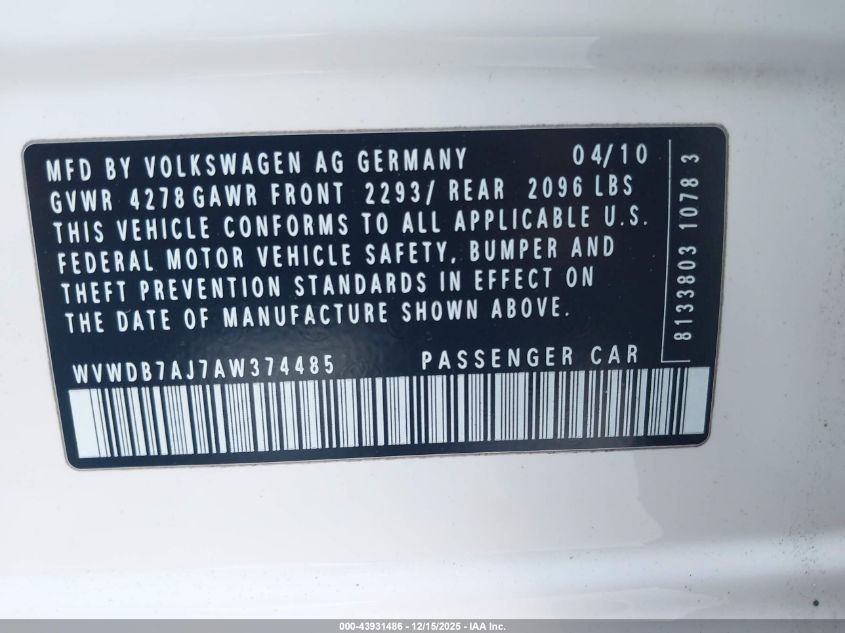 MFD BY VOLKSWAGEN AG GERMANY 04/10
GVWR 4278 GAWR FRONT 2293/ REAR 2096 LBS
THIS VEHICLE CONFORMS TO ALL APPLICABLE U.S.
FEDERAL MOTOR VEHICLE SAFETY, BUMPER AND
THEFT PREVENTION STANDARDS IN EFFECT ON
THE DATE OF MANUFACTURE SHOWN ABOVE.
WVWDB7AJ7AW374485 PASSENGER CAR
8133803 1078 3
000-43931486 - 12/15/2025 - IAA Inc.